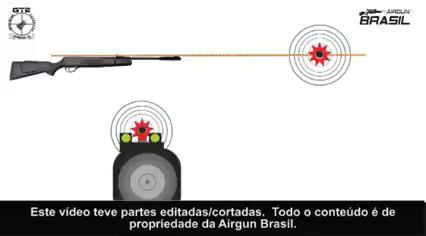 GTE
AIRGUN
BRASIL
Este vídeo teve partes editadas/cortadas. Todo o conteúdo é de
propriedade da Airgun Brasil.